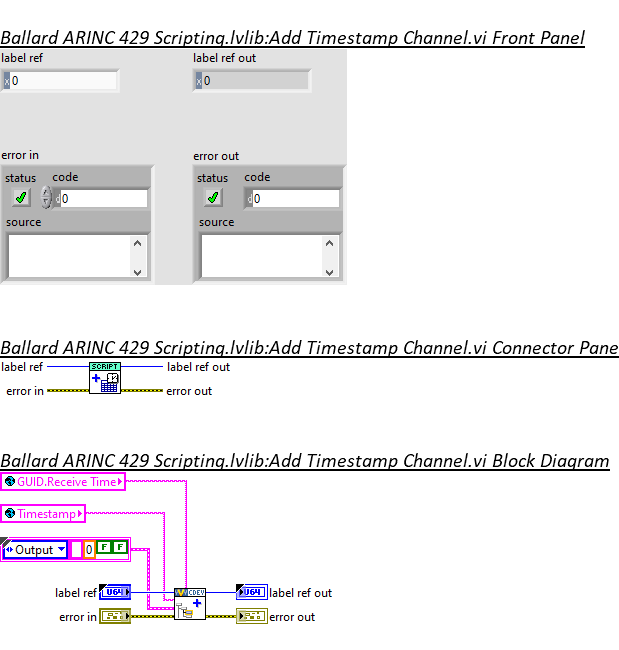 Ballard ARINC 429 Scripting.lvlib:Add Timestamp Channel.vi Front Panel
label ref label ref out
x 0 x 0
error in error out
status code status code
d 0 d 0
source source
Ballard ARINC 429 Scripting.lvlib:Add Timestamp Channel.vi Connector Pane
label ref SCRIPT label ref out
error in error out
Ballard ARINC 429 Scripting.lvlib:Add Timestamp Channel.vi Block Diagram
GUID.Receive Time
Timestamp
Output 0 F F
label ref U64 CDEV U64 label ref out
error in error out